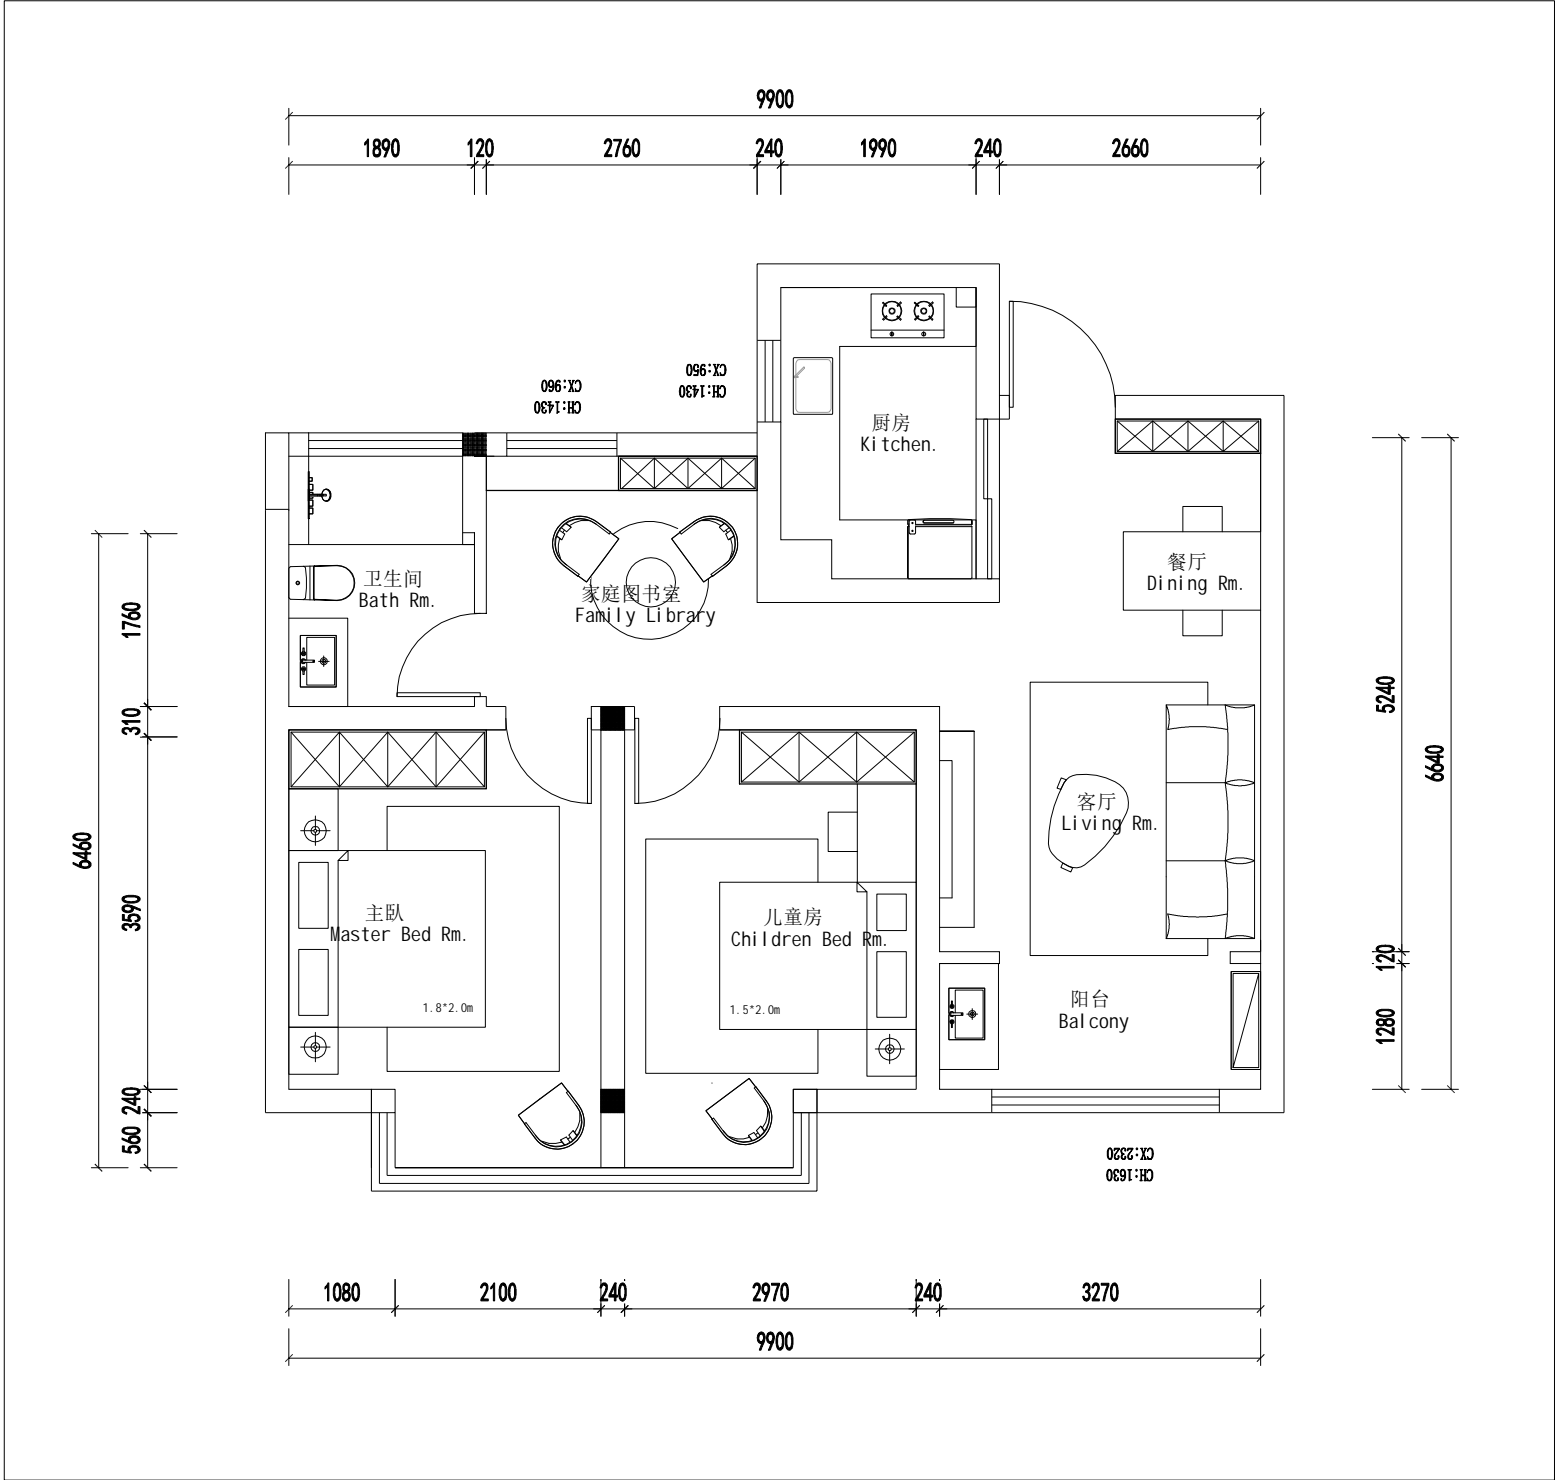 9900
1890 120 2760 240 1990 240 2660
CX:950
CH:1430
CX:960
CH:1430
厨房
Kitchen.
餐厅
Dining Rm.
卫生间
Bath Rm.
家庭图书室
Family Library
1760
310
3590
240
560
6460
5240
120
1280
6640
客厅
Living Rm.
主卧
Master Bed Rm.
1.8*2.0m
儿童房
Children Bed Rm.
1.5*2.0m
阳台
Balcony
CX:2320
CH:1630
1080 2100 240 2970 240 3270
9900